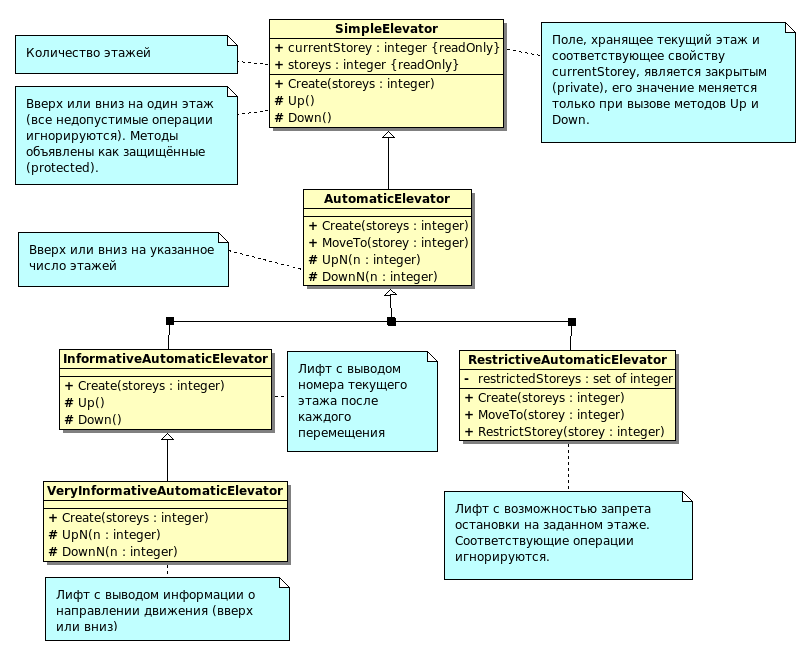 SimpleElevator
+ currentStorey : integer {readOnly}
+ storeys : integer {readOnly}
+ Create(storeys : integer)
# Up()
# Down()
Количество этажей
Вверх или вниз на один этаж
(все недопустимые операции
игнорируются). Методы
объявлены как защищённые
(protected).
Поле, хранящее текущий этаж и
соответствующее свойству
currentStorey, является закрытым
(private), его значение меняется
только при вызове методов Up и
Down.
AutomaticElevator
+ Create(storeys : integer)
+ MoveTo(storey : integer)
# UpN(n : integer)
# DownN(n : integer)
Вверх или вниз на указанное
число этажей
InformativeAutomaticElevator
+ Create(storeys : integer)
# Up()
# Down()
Лифт с выводом
номера текущего
этажа после
каждого
перемещения
RestrictiveAutomaticElevator
- restrictedStoreys : set of integer
+ Create(storeys : integer)
+ MoveTo(storey : integer)
+ RestrictStorey(storey : integer)
VeryInformativeAutomaticElevator
+ Create(storeys : integer)
# UpN(n : integer)
# DownN(n : integer)
Лифт с возможностью запрета
остановки на заданном этаже.
Соответствующие операции
игнорируются.
Лифт с выводом информации о
направлении движения (вверх
или вниз)